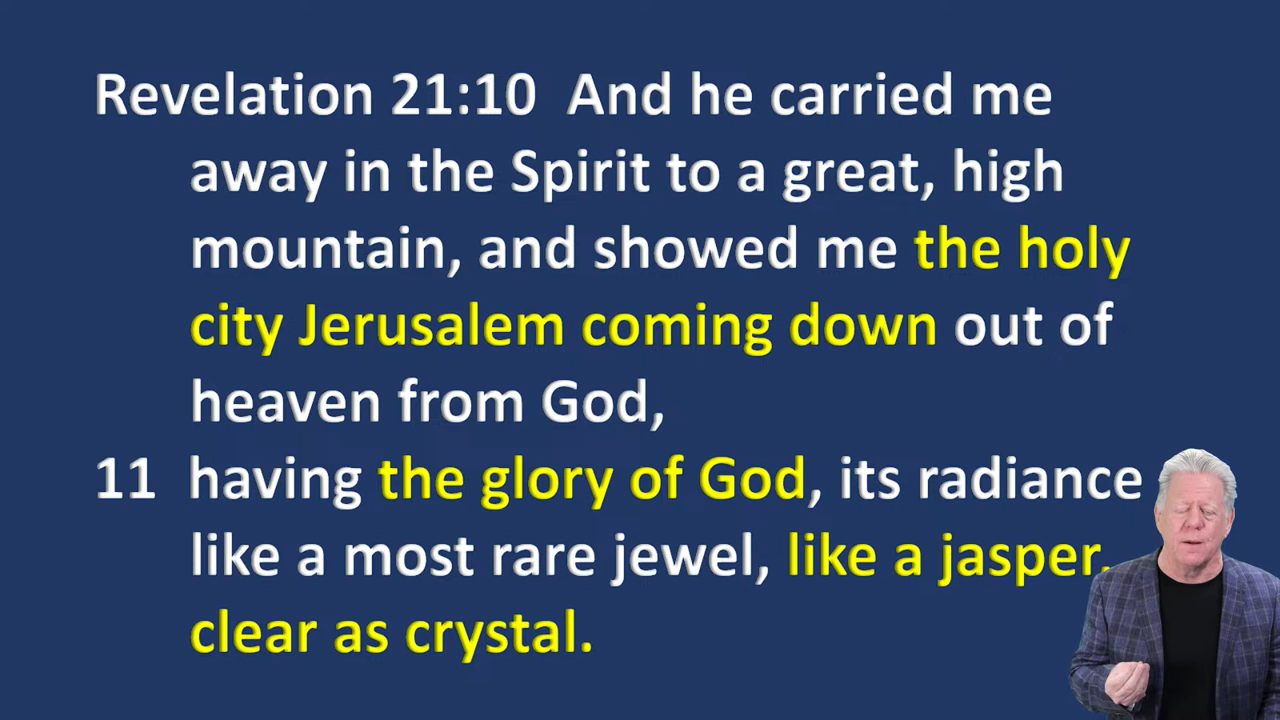 Revelation 21:10 And he carried me
away in the Spirit to a great, high
mountain, and showed me the holy
city Jerusalem coming down out of
heaven from God,
11 having the glory of God, its radiance
like a most rare jewel, like a jasper,
clear as crystal.